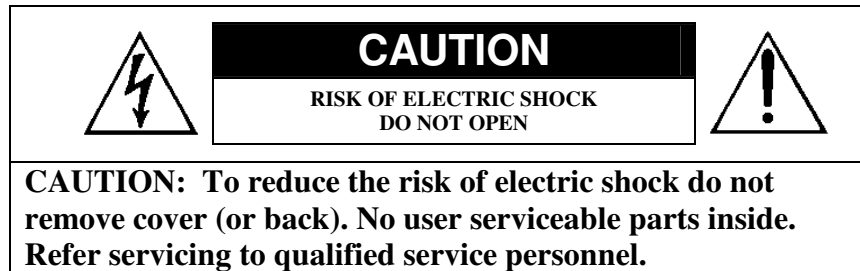 CAUTION
RISK OF ELECTRIC SHOCK
DO NOT OPEN
CAUTION:  To reduce the risk of electric shock do not
remove cover (or back). No user serviceable parts inside.
Refer servicing to qualified service personnel.